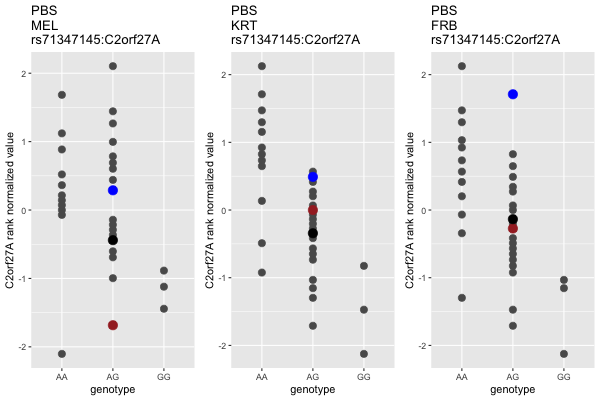 PBS
MEL
rs71347145:C2orf27A
C2orf27A rank normalized value
2
1
0
-1
-2
AA
AG
GG
genotype
PBS
KRT
rs71347145:C2orf27A
C2orf27A rank normalized value
2
1
0
-1
-2
AA
AG
GG
genotype
PBS
FRB
rs71347145:C2orf27A
C2orf27A rank normalized value
2
1
0
-1
-2
AA
AG
GG
genotype